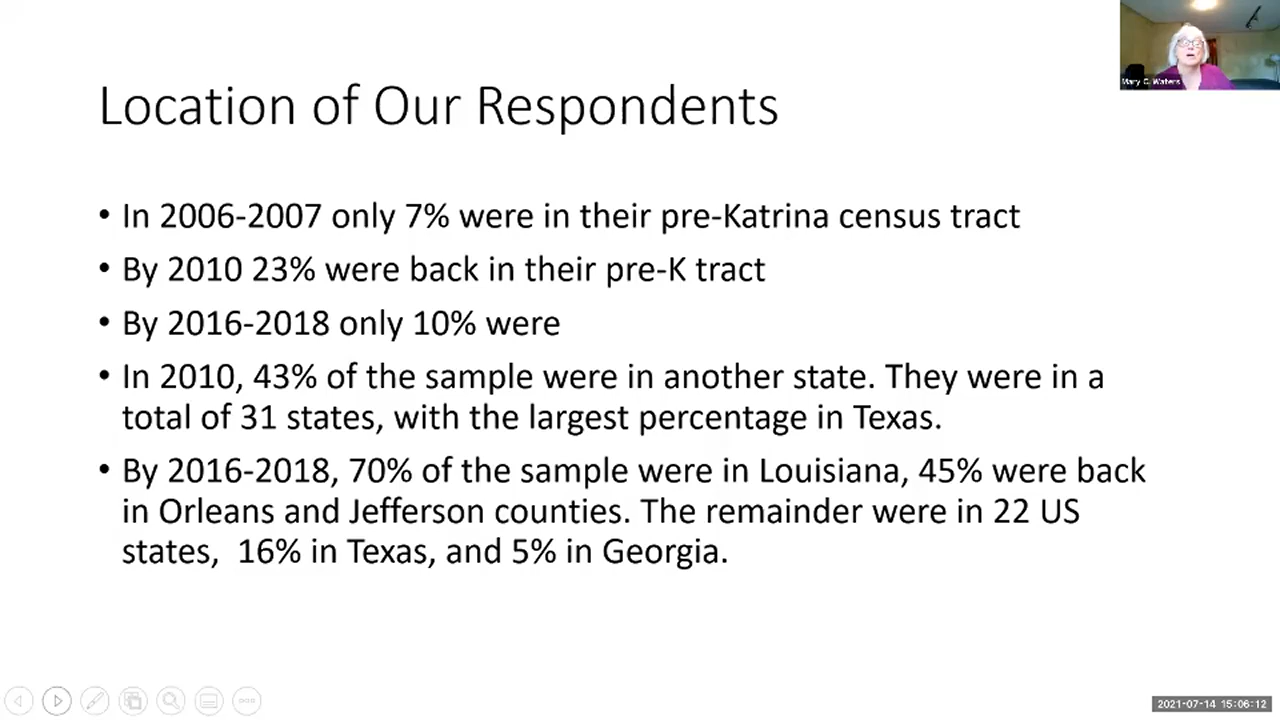 Mary C. Waters
Location of Our Respondents
• In 2006-2007 only 7% were in their pre-Katrina census tract
• By 2010 23% were back in their pre-K tract
• By 2016-2018 only 10% were
• In 2010, 43% of the sample were in another state. They were in a
total of 31 states, with the largest percentage in Texas.
• By 2016-2018, 70% of the sample were in Louisiana, 45% were back
in Orleans and Jefferson counties. The remainder were in 22 US
states,  16% in Texas, and 5% in Georgia.
2021-07-14 15:06:12